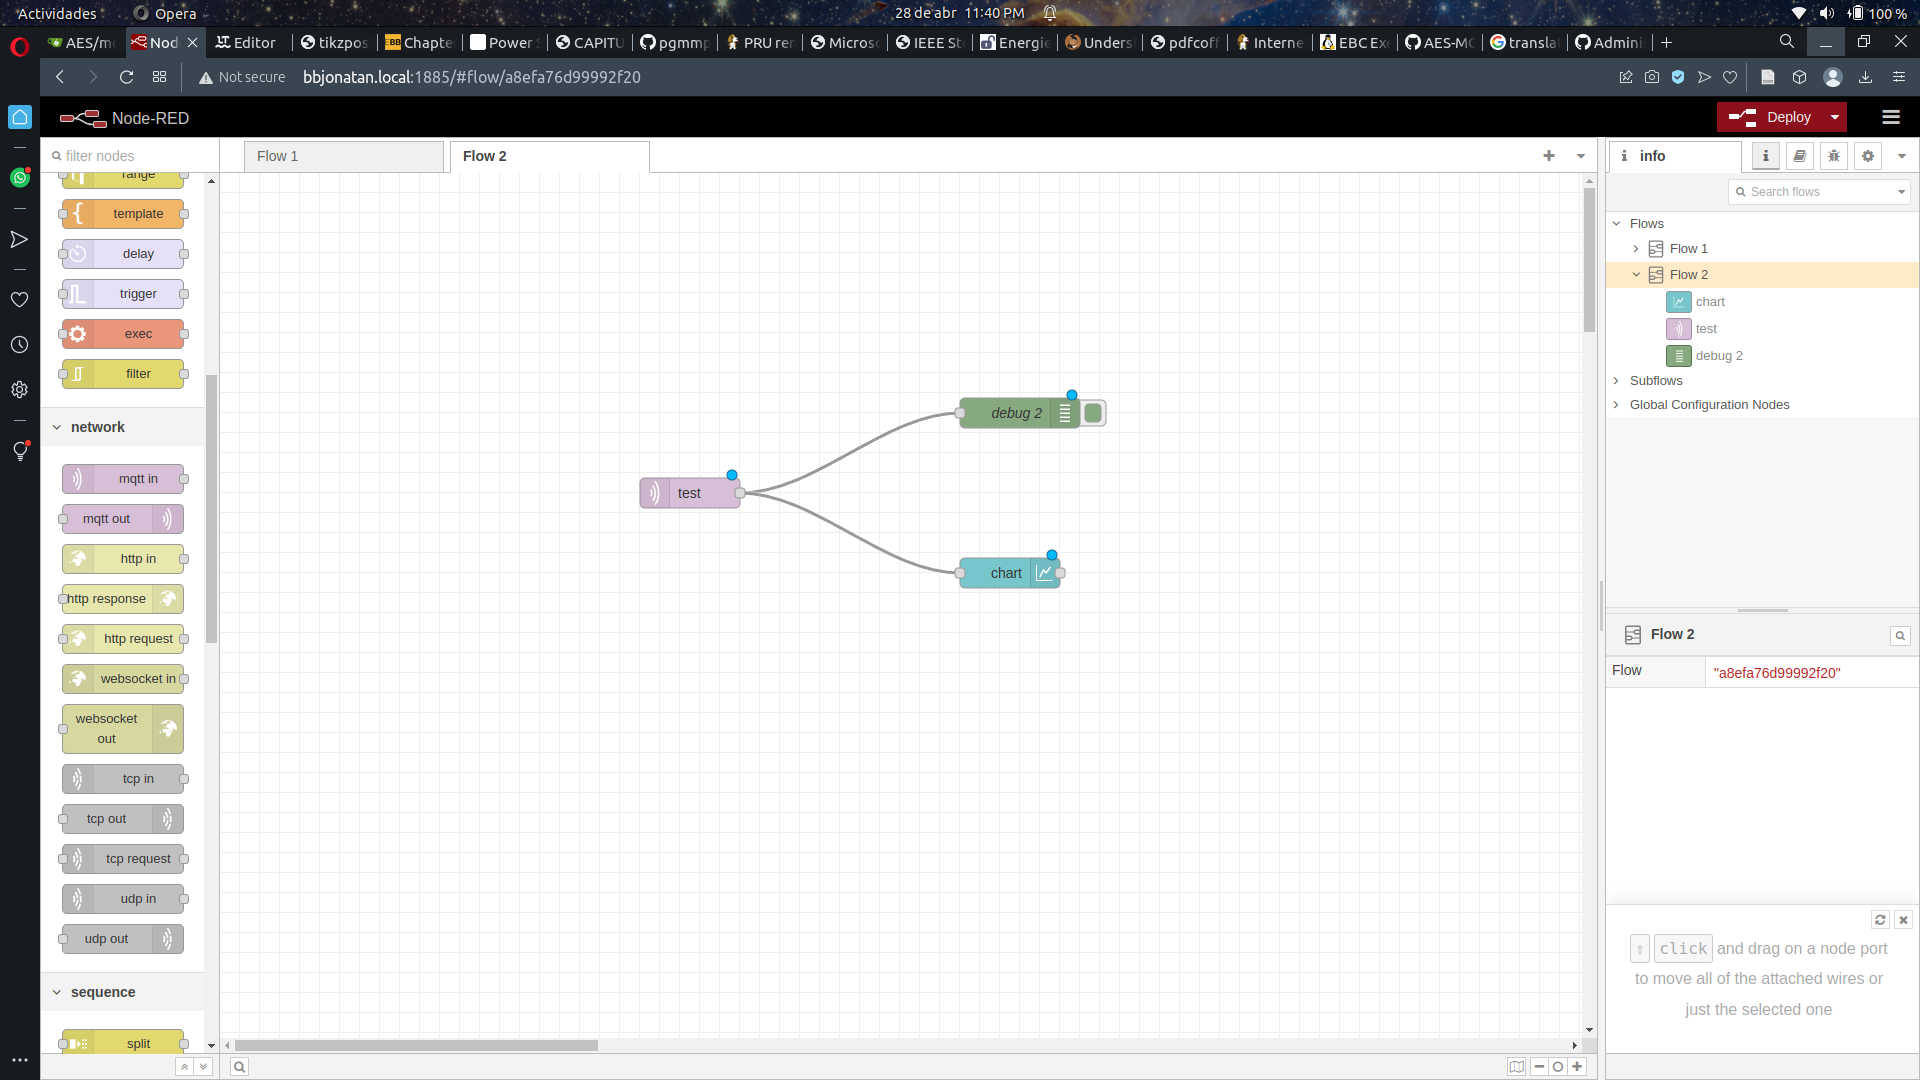 Actividades
Opera
28 de abr 11:40 PM
100 %
AES/mo
Nod
Editor
tikzpos
Chapte
Power
CAPITU
pgmmp
PRU re
Micros
IEEE St
Energi
Unders
pdfcoff
Interne
EBC Ex
AES-MC
transla
Admini
Not secure
bbjonatan.local:1885/#flow/a8efa76d99992f20
Node-RED
Deploy
filter nodes
Flow 1
Flow 2
info
Search flows
range
template
delay
trigger
exec
filter
network
mqtt in
mqtt out
http in
http response
http request
websocket in
websocket
out
tcp in
tcp out
tcp request
udp in
udp out
sequence
split
debug 2
test
chart
Flows
Flow 1
Flow 2
chart
test
debug 2
Subflows
Global Configuration Nodes
Flow 2
Flow
"a8efa76d99992f20"
⇧ click and drag on a node port
to move all of the attached wires or
just the selected one